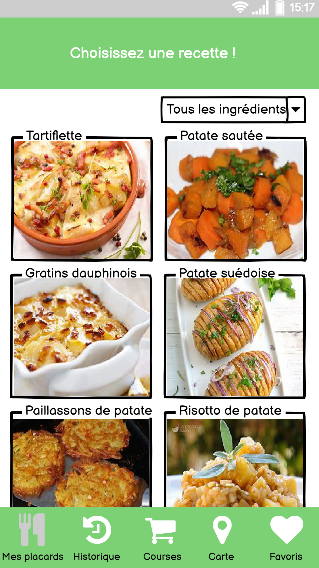 15:17
Choisissez une recette !
Tous les ingrédients
Tartiflette
Patate sautée
Gratins dauphinois
Patate suédoise
Paillassons de patate
Risotto de patate
Mes placards
Historique
Courses
Carte
Favoris